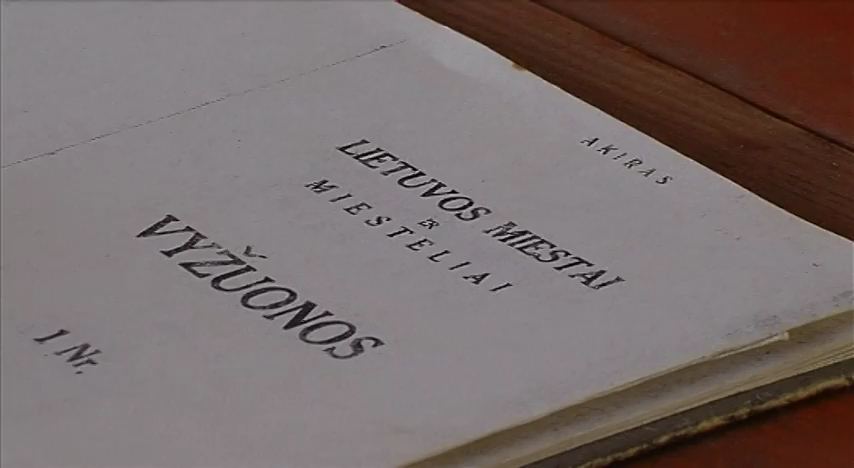 AKIRAS
LIETUVOS MIESTAI
IR
MIESTELIAI
VYŽUONOS
1 Nr.